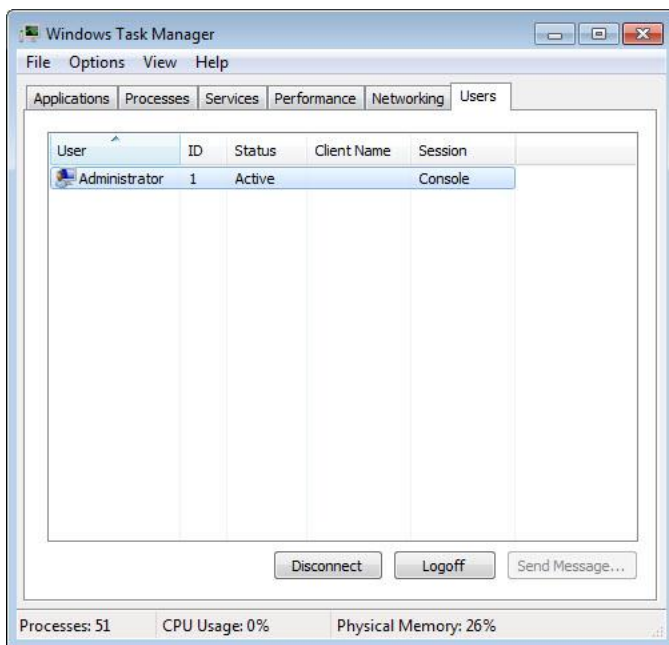 Windows Task Manager
File Options View Help
Applications Processes Services Performance Networking Users
User ID Status Client Name Session
Administrator 1 Active Console
Disconnect Logoff Send Message...
Processes: 51 CPU Usage: 0% Physical Memory: 26%